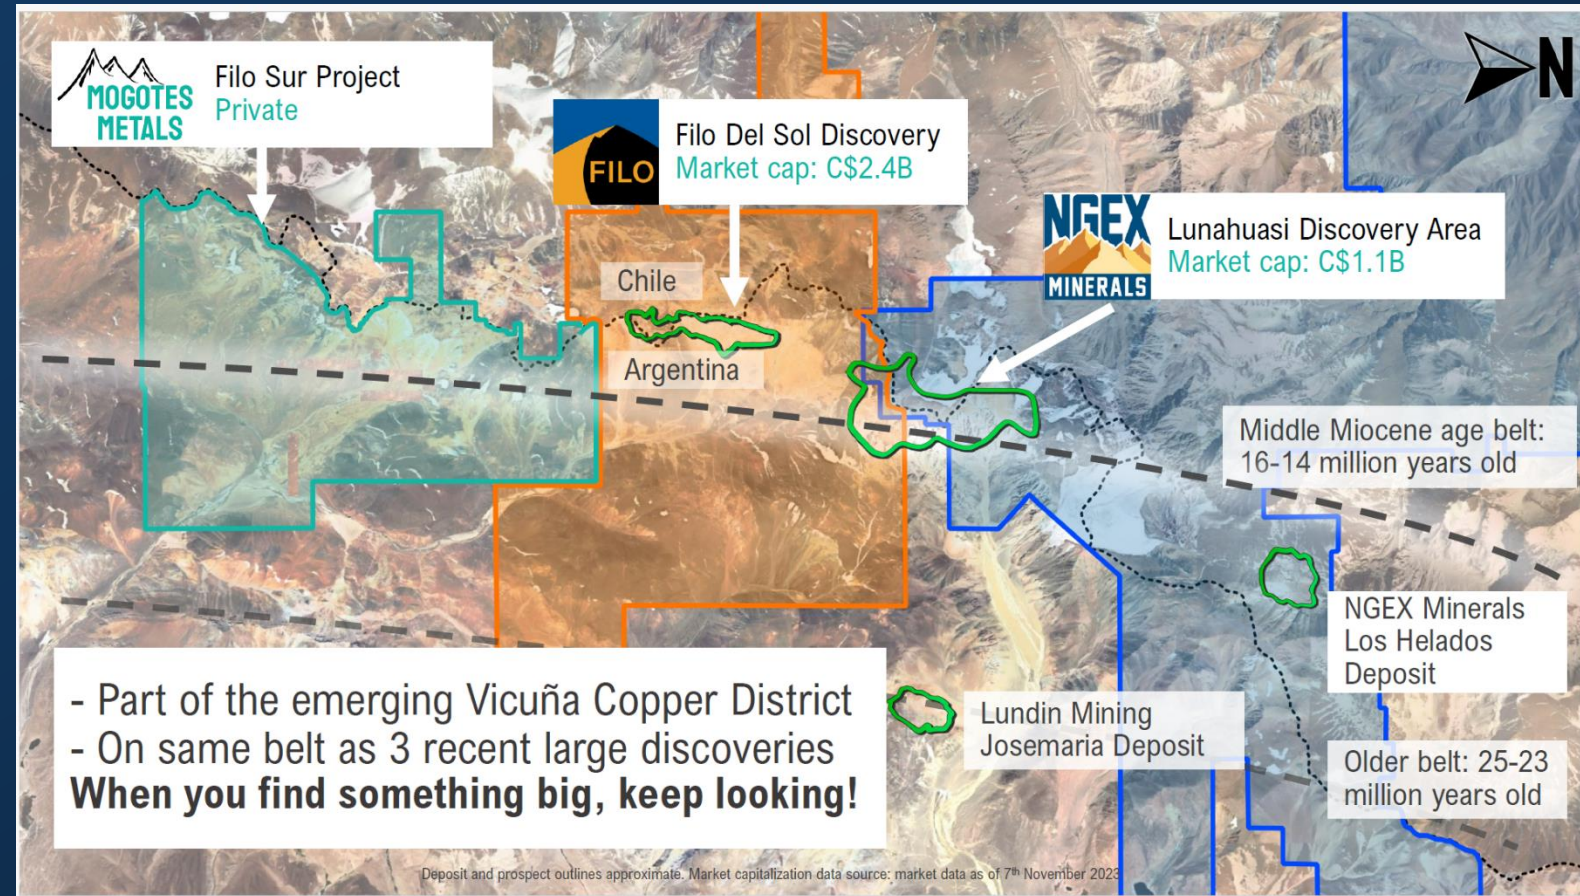 MOGOTES
METALS
Filo Sur Project
Private
FILO
Filo Del Sol Discovery
Market cap: C$2.4B
NGEX
MINERALS
Lunahuasi Discovery Area
Market cap: C$1.1B
N
Chile
Argentina
Middle Miocene age belt:
16-14 million years old
NGEX Minerals
Los Helados
Deposit
Lundin Mining
Josemaria Deposit
Older belt: 25-23
million years old
- Part of the emerging Vicuña Copper District
- On same belt as 3 recent large discoveries
When you find something big, keep looking!
Deposit and prospect outlines approximate. Market capitalization data source: market data as of 7th November 2023